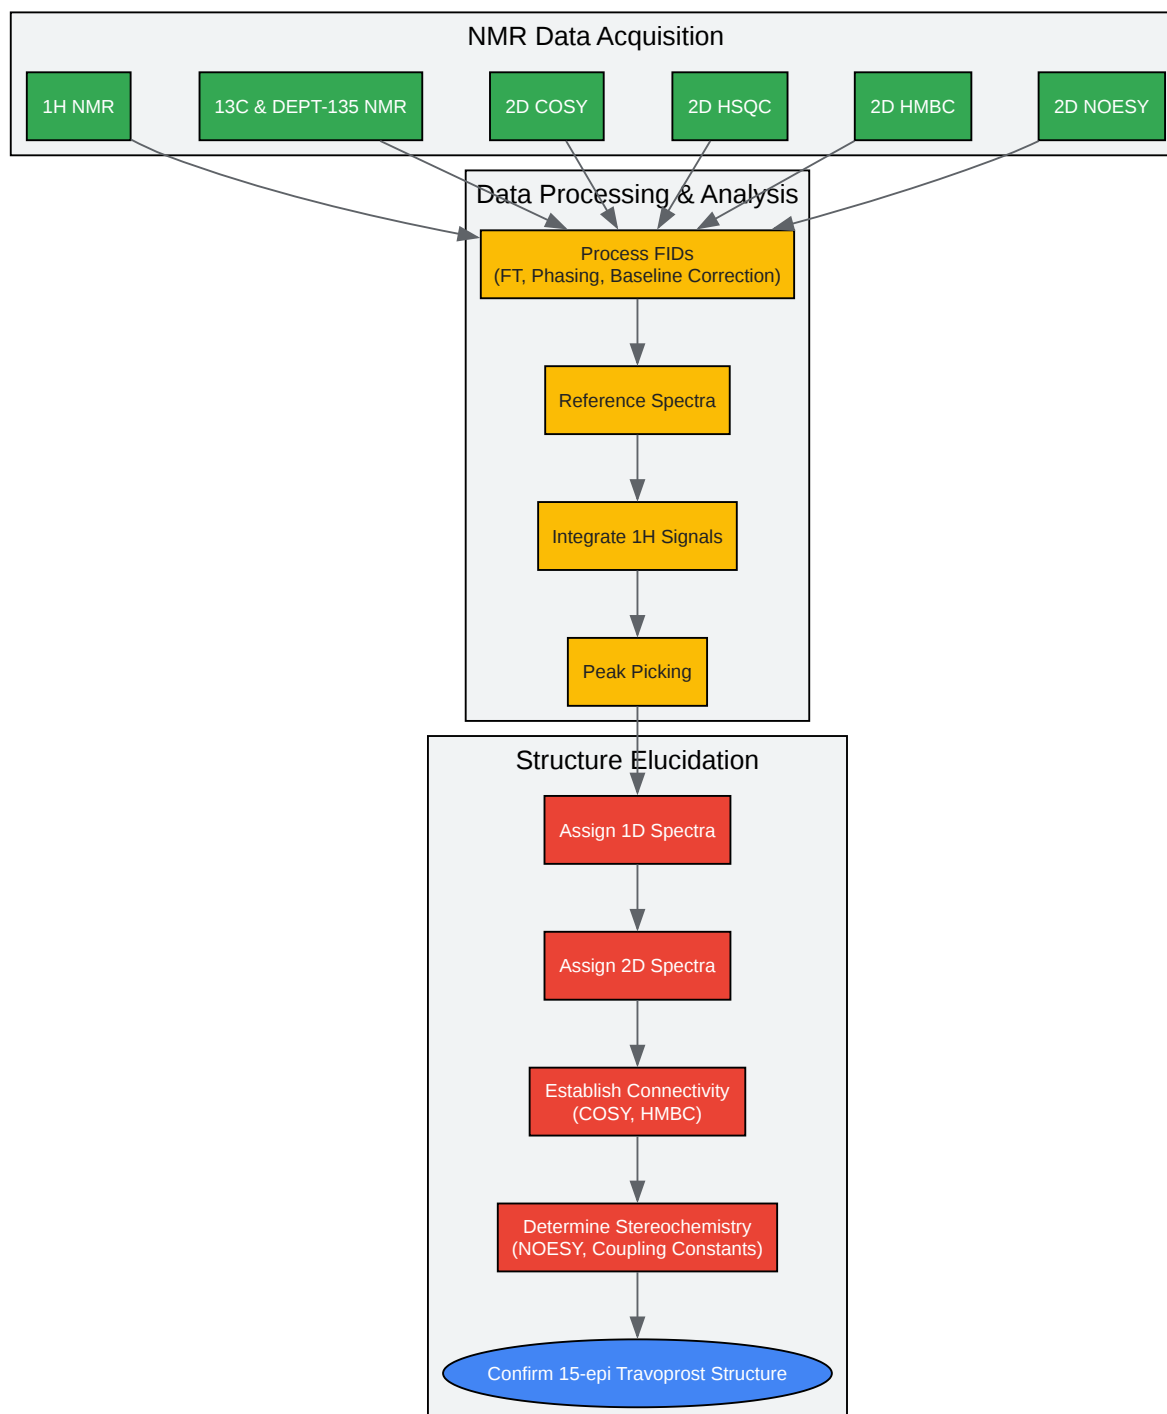 NMR Data Acquisition
1H NMR
13C & DEPT-135 NMR
2D COSY
2D HSQC
2D HMBC
2D NOESY
Data Processing & Analysis
Process FIDs
(FT, Phasing, Baseline Correction)
Reference Spectra
Integrate 1H Signals
Peak Picking
Structure Elucidation
Assign 1D Spectra
Assign 2D Spectra
Establish Connectivity
(COSY, HMBC)
Determine Stereochemistry
(NOESY, Coupling Constants)
Confirm 15-epi Travoprost Structure